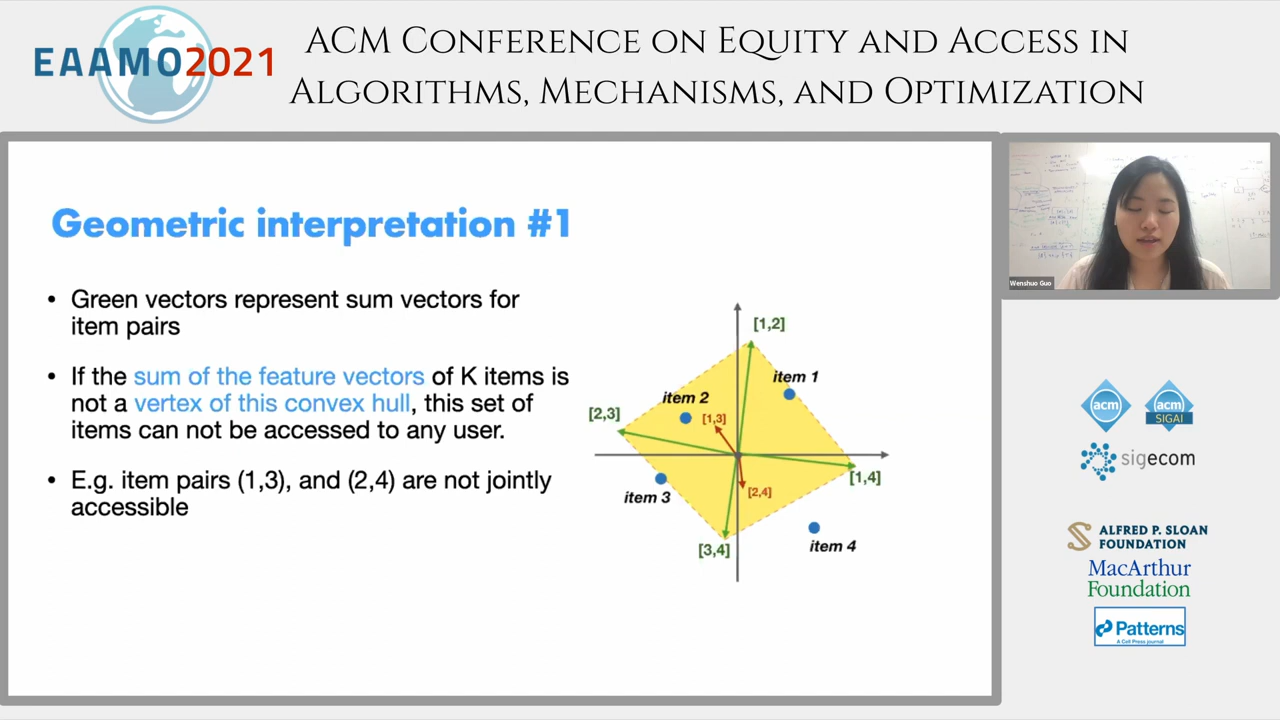 EAAMO2021
ACM Conference on Equity and Access in
Algorithms, Mechanisms, and Optimization
Geometric interpretation #1
• Green vectors represent sum vectors for
item pairs
• If the sum of the feature vectors of K items is
not a vertex of this convex hull, this set of
items can not be accessed to any user.
• E.g. item pairs (1,3), and (2,4) are not jointly
accessible
[1,2]
item 1
item 2
[2,3]
[1,3]
[1,4]
item 3
[2,4]
[3,4]
item 4
Wenshuo Guo
acm
acm
SIGAI
sigecom
ALFRED P. SLOAN
FOUNDATION
MacArthur
Foundation
Patterns
A Cell Press journal